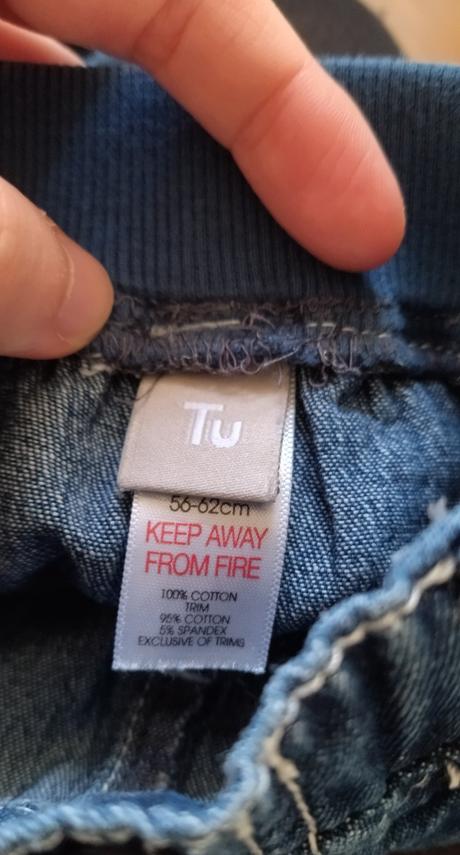 Tu
56-62cm
KEEP AWAY
FROM FIRE
100% COTTON
TRIM
95% COTTON
5% SPANDEX
EXCLUSIVE OF TRIMS